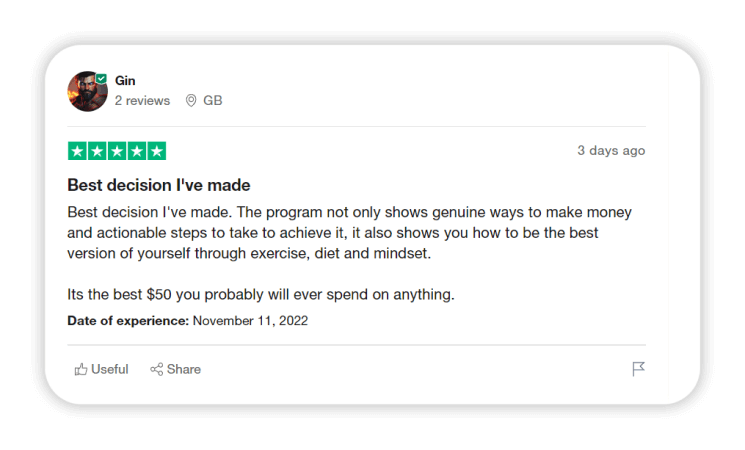 Gin
2 reviews GB
3 days ago
Best decision I've made
Best decision I've made. The program not only shows genuine ways to make money
and actionable steps to take to achieve it, it also shows you how to be the best
version of yourself through exercise, diet and mindset.
Its the best $50 you probably will ever spend on anything.
Date of experience: November 11, 2022
Useful Share